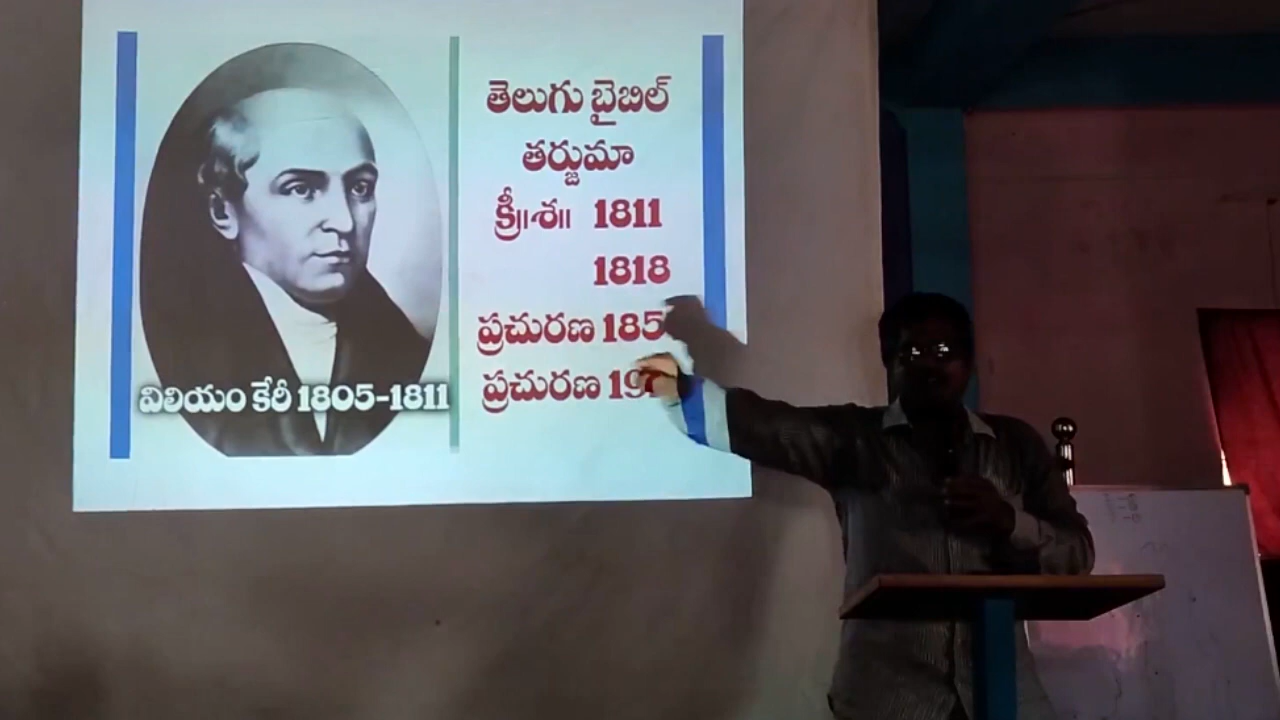 తెలుగు బైబిల్
తర్జుమా
క్రీ॥శ॥ 1811
1818
ప్రచురణ
ప్రచురణ
విలియం కేరీ 1805-1811